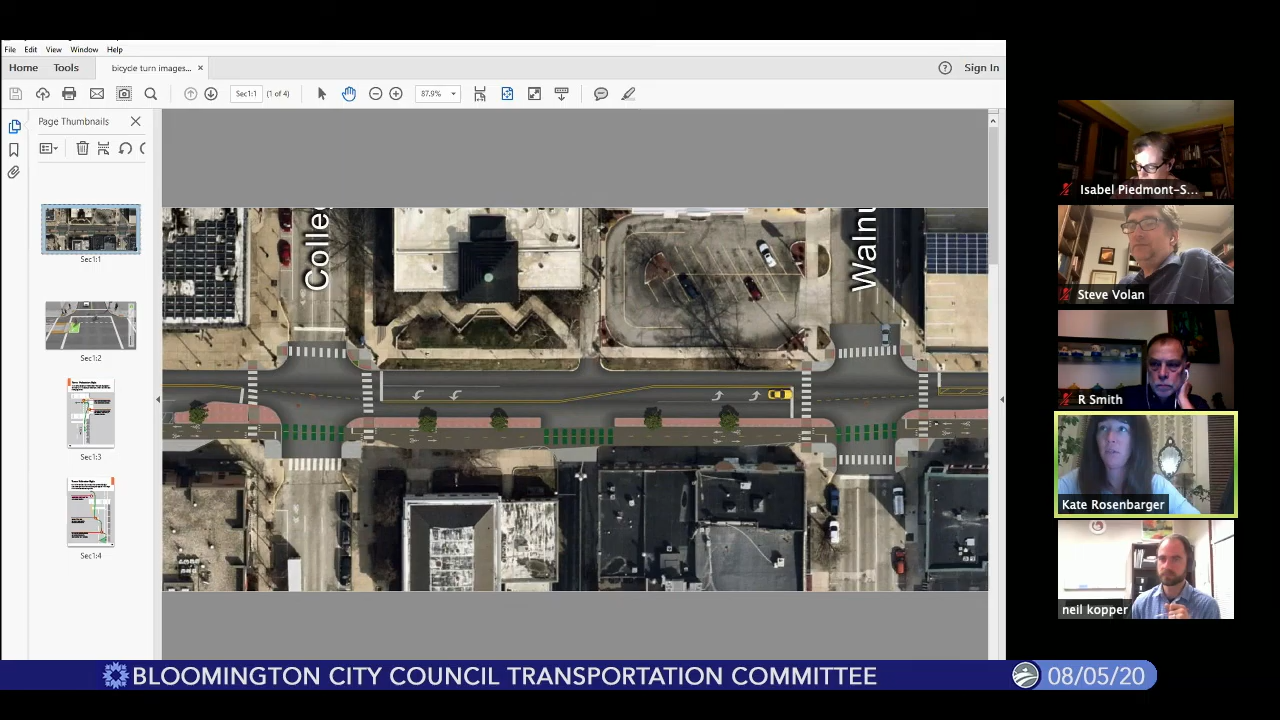 File Edit View Window Help
Home Tools bicycle turn images... × ? Sign In
Sec1:1 (1 of 4) 87.9%
Page Thumbnails
Sec1:1
Sec1:2
Sec1:3
Sec1:4
Colle
Walnu
Isabel Piedmont-S...
Steve Volan
R Smith
Kate Rosenbarger
neil kopper
BLOOMINGTON CITY COUNCIL TRANSPORTATION COMMITTEE 08/05/20